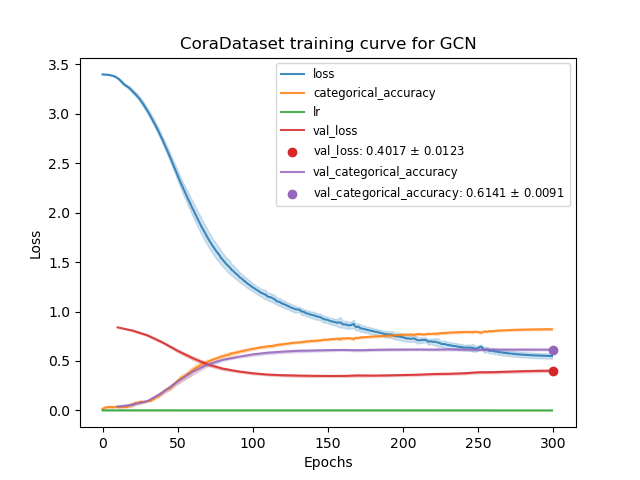 CoraDataset training curve for GCN
3.5
3.0
2.5
2.0
1.5
1.0
0.5
0.0
Loss
loss
categorical_accuracy
lr
val_loss
val_loss: 0.4017 ± 0.0123
val_categorical_accuracy
val_categorical_accuracy: 0.6141 ± 0.0091
0 50 100 150 200 250 300
Epochs